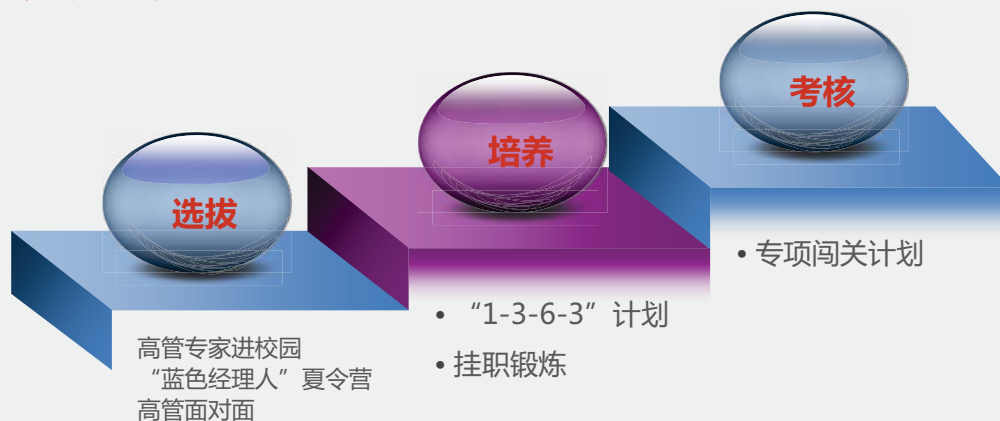 选拔
高管专家进校园
“蓝色经理人”夏令营
高管面对面
培养
• “1-3-6-3”计划
• 挂职锻炼
考核
• 专项闯关计划